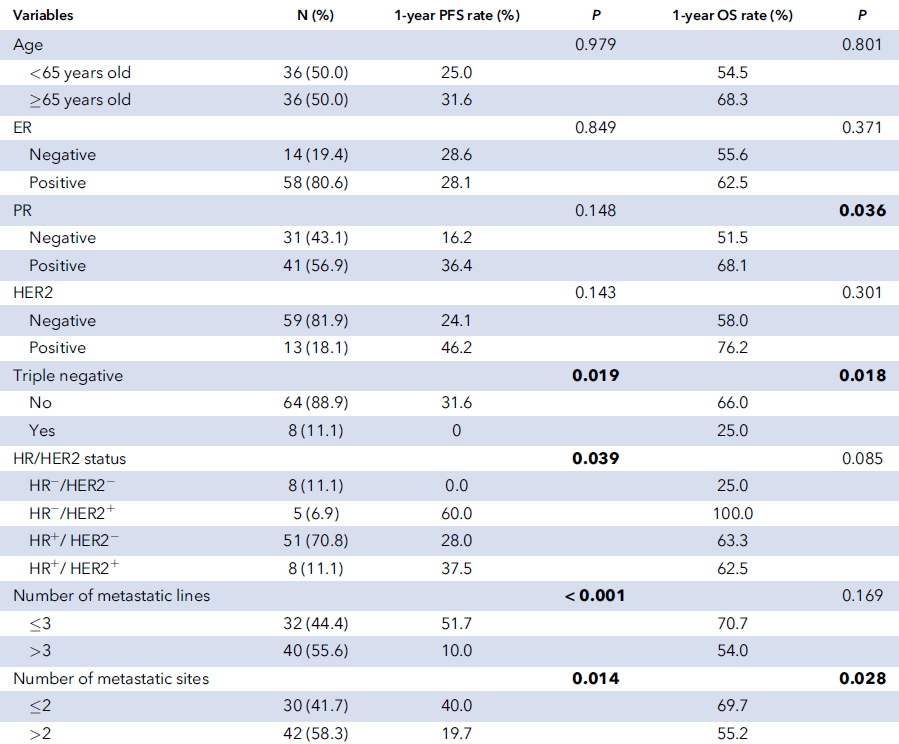 Variables N (%) 1-year PFS rate (%) P 1-year OS rate (%) P
Age 0.979 0.801
<65 years old 36 (50.0) 25.0 54.5
≥65 years old 36 (50.0) 31.6 68.3
ER 0.849 0.371
Negative 14 (19.4) 28.6 55.6
Positive 58 (80.6) 28.1 62.5
PR 0.148 0.036
Negative 31 (43.1) 16.2 51.5
Positive 41 (56.9) 36.4 68.1
HER2 0.143 0.301
Negative 59 (81.9) 24.1 58.0
Positive 13 (18.1) 46.2 76.2
Triple negative 0.019 0.018
No 64 (88.9) 31.6 66.0
Yes 8 (11.1) 0 25.0
HR/HER2 status 0.039 0.085
HR⁻/HER2⁻ 8 (11.1) 0.0 25.0
HR⁻/HER2⁺ 5 (6.9) 60.0 100.0
HR⁺/ HER2⁻ 51 (70.8) 28.0 63.3
HR⁺/ HER2⁺ 8 (11.1) 37.5 62.5
Number of metastatic lines <0.001 0.169
≤3 32 (44.4) 51.7 70.7
>3 40 (55.6) 10.0 54.0
Number of metastatic sites 0.014 0.028
≤2 30 (41.7) 40.0 69.7
>2 42 (58.3) 19.7 55.2